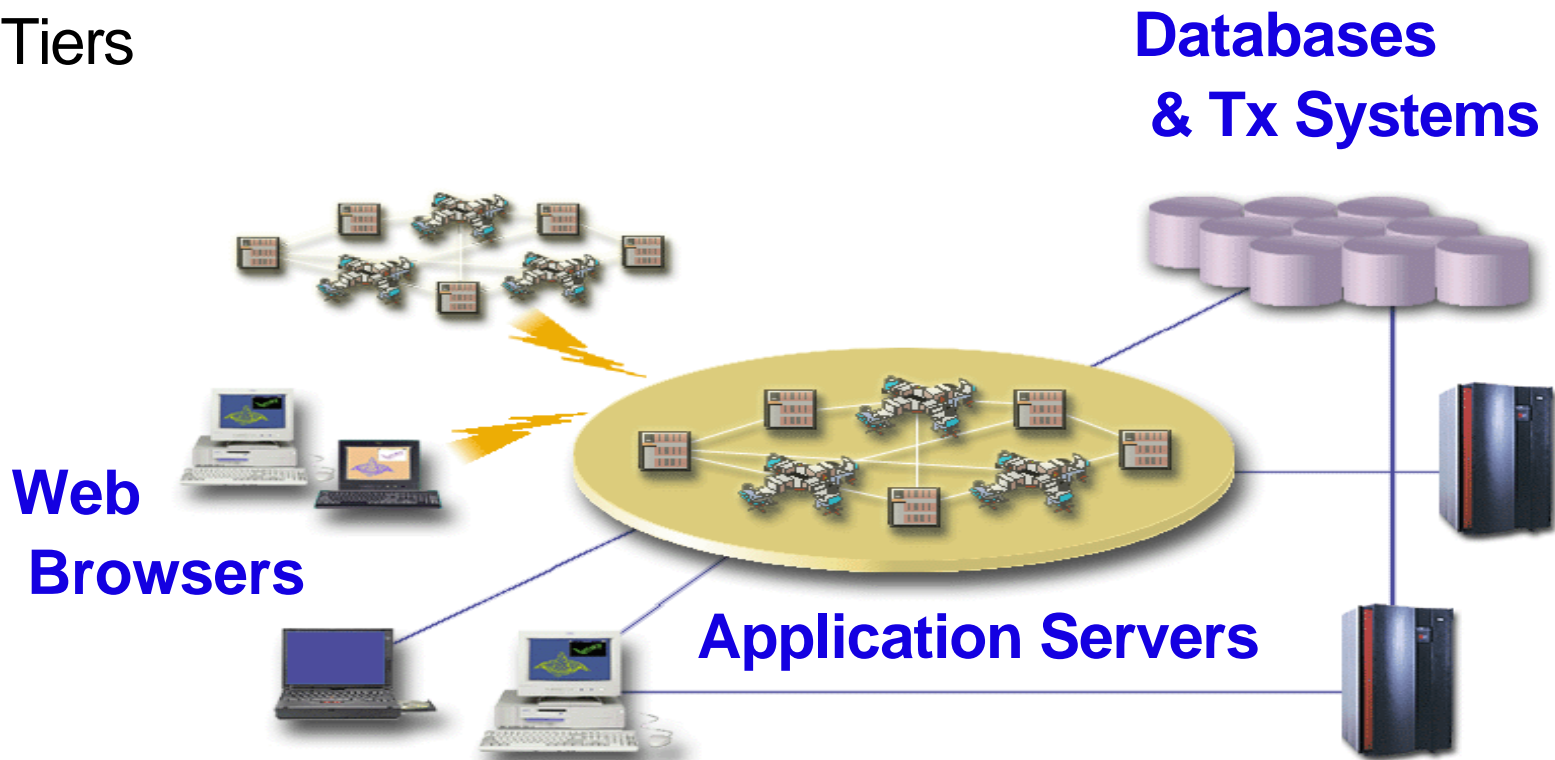 Tiers
Databases
& Tx Systems
Web
Browsers
Application Servers